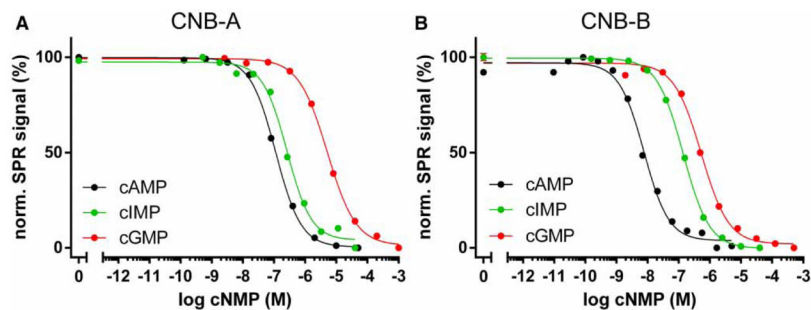 A CNB-A
norm. SPR signal (%)
100
50
0
cAMP
cIMP
cGMP
0 -12 -11 -10 -9 -8 -7 -6 -5 -4 -3
log cNMP (M)
B CNB-B
norm. SPR signal (%)
100
50
0
cAMP
cIMP
cGMP
0 -12 -11 -10 -9 -8 -7 -6 -5 -4 -3
log cNMP (M)